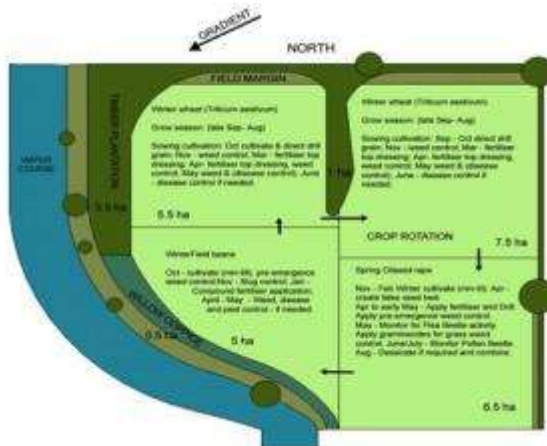 GRADIENT
NORTH
FIELD MARGIN
WATER COURSE
TIMBER PLANTATION
Winter wheat (Triticum aestivum)
Grow season: (late Sep- Aug)
Sowing cultivation: Oct cultivate & direct drill
grain; Nov - weed control, Mar - fertiliser top
dressing; Apr- fertiliser top dressing, weed
control; May weed & (disease control); June
- disease control if needed.
5.5 ha
Winter wheat (Triticum aestivum)
Grow season: (late Sep- Aug)
Sowing cultivation: Sep - Oct direct drill
grain; Nov - weed control, Mar - fertiliser top
dressing; Apr- fertiliser top dressing,
weed control; May weed & (disease
control); June - disease control if
needed.
7.5 ha
CROP ROTATION
Winter/Field beans
Oct - cultivate (min-till), pre emergence
weed control; Nov - Slug control; Jan -
Compound fertiliser application;
April - May - Weed, disease
and pest control - if needed.
WILLOW COPPICE
0.5 ha
5 ha
Spring Oilseed rape
Nov - Feb Winter cultivate (min-till); Apr -
create false seed bed
Apr to early May - Apply fertiliser and Drill.
Apply pre emergence weed control
May - Monitor for Flea Beetle activity
Apply graminicides for grass weed
control, June/July - Monitor Pollen Beetle
Aug - Desiccate if required and combine.
6.5 ha